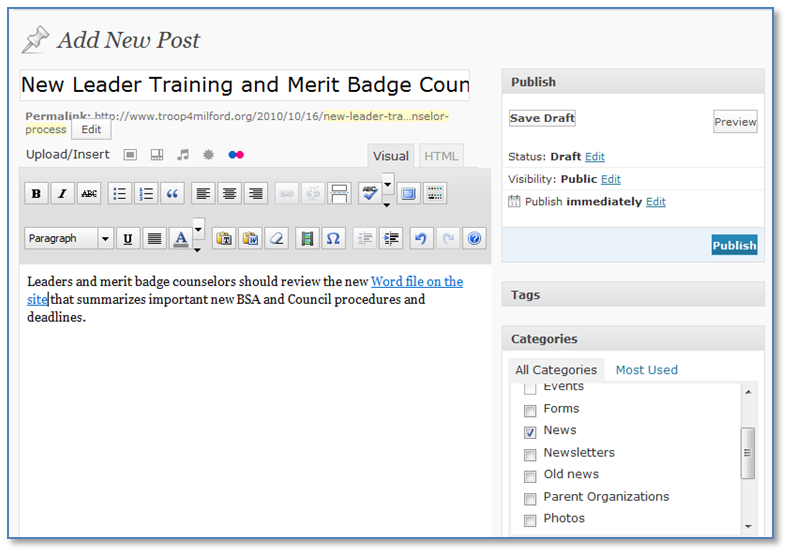 Add New Post
New Leader Training and Merit Badge Coun
Permalink: http://www.troop4milford.org/2010/10/16/new-leader-tra...nselor-
process Edit
Upload/Insert
Visual HTML
B I ABC ABC
Paragraph U A
Leaders and merit badge counselors should review the new Word file on the
site that summarizes important new BSA and Council procedures and
deadlines.
Publish
Save Draft Preview
Status: Draft Edit
Visibility: Public Edit
Publish immediately Edit
Publish
Tags
Categories
All Categories Most Used
Events
Forms
News
Newsletters
Old news
Parent Organizations
Photos